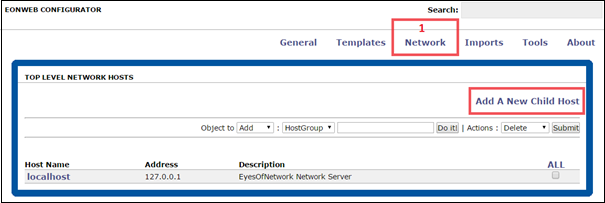 EONWEB CONFIGURATOR Search:
1
General Templates Network Imports Tools About
TOP LEVEL NETWORK HOSTS
Add A New Child Host
Object to Add : HostGroup Do it! | Actions : Delete Submit
Host Name Address Description ALL
localhost 127.0.0.1 EyesOfNetwork Network Server